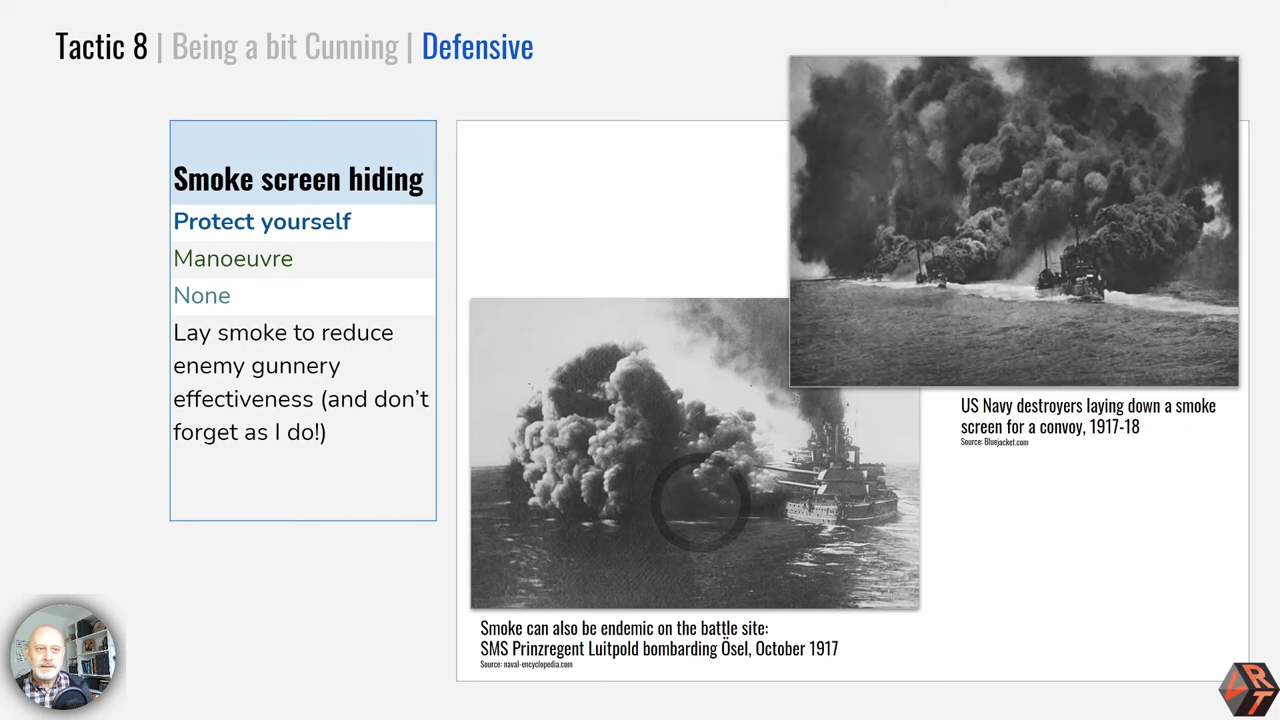 Tactic 8 | Being a bit Cunning | Defensive
Smoke screen hiding
Protect yourself
Manoeuvre
None
Lay smoke to reduce
enemy gunnery
effectiveness (and don’t
forget as I do!)
US Navy destroyers laying down a smoke
screen for a convoy, 1917-18
Source: Bluejacket.com
Smoke can also be endemic on the battle site:
SMS Prinzregent Luitpold bombarding Ösel, October 1917
Source: naval-encyclopedia.com
RT